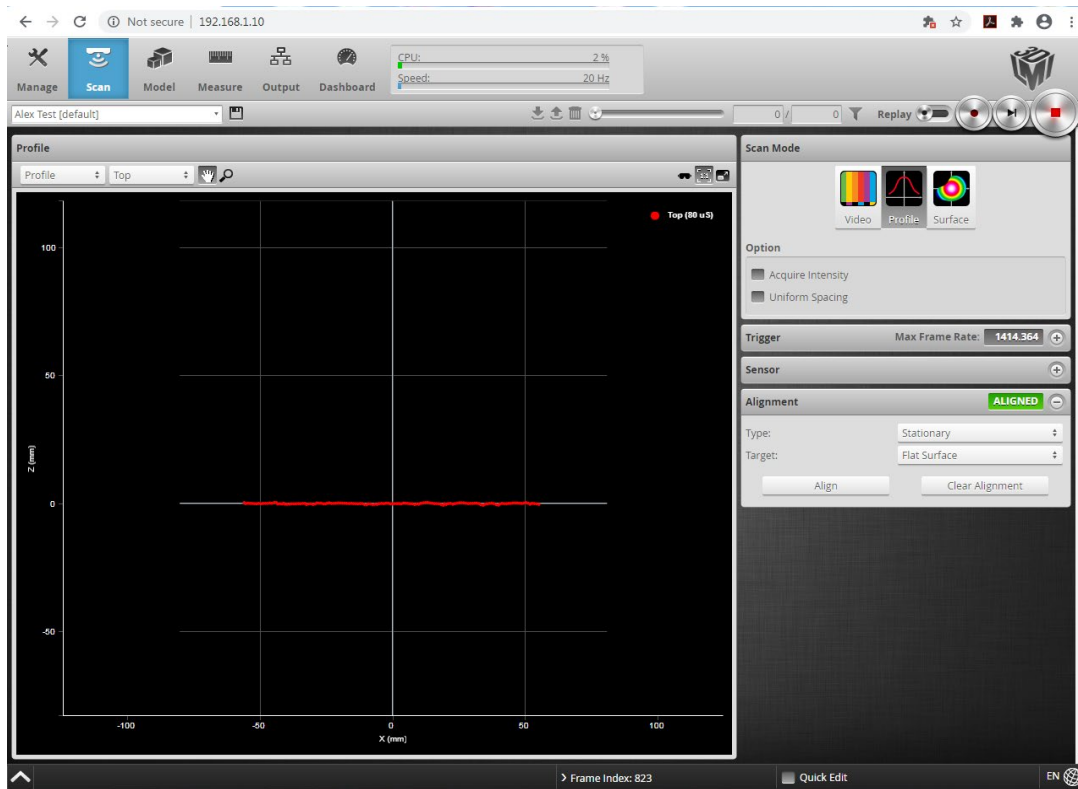 Not secure | 192.168.1.10
Manage Scan Model Measure Output Dashboard
CPU: 2 %
Speed: 20 Hz
Alex Test [default]
0 / 0 Replay
Profile
Profile Top
Top (80 uS)
100
50
0
-50
Z (mm)
-100 -50 0 50 100
X (mm)
Scan Mode
Video Profile Surface
Option
Acquire Intensity
Uniform Spacing
Trigger Max Frame Rate: 1414.364
Sensor
Alignment ALIGNED
Type: Stationary
Target: Flat Surface
Align Clear Alignment
Frame Index: 823 Quick Edit EN